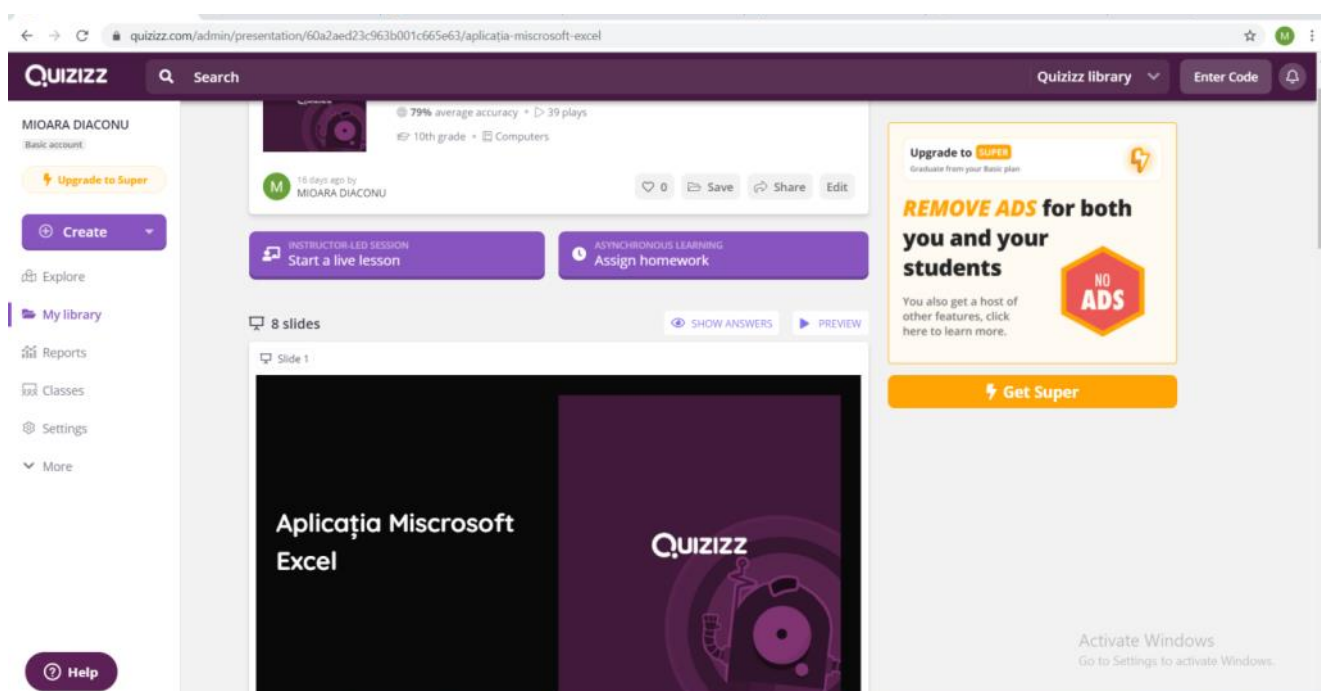 quizizz.com/admin/presentation/60a2aed23c963b001c665e63/aplicația-miscrosoft-excel
M
QUIZIZZ
Search
Quizizz library
Enter Code
MIOARA DIACONU
Basic account
Upgrade to Super
Create
Explore
My library
Reports
Classes
Settings
More
Help
79% average accuracy • 39 plays
10th grade • Computers
M
16 days ago by
MIOARA DIACONU
0 Save Share Edit
INSTRUCTOR-LED SESSION
Start a live lesson
ASYNCHRONOUS LEARNING
Assign homework
8 slides
SHOW ANSWERS
PREVIEW
Slide 1
Aplicația Miscrosoft
Excel
QUIZIZZ
Upgrade to SUPER
Graduate from your Basic plan
REMOVE ADS for both
you and your
students
You also get a host of
other features, click
here to learn more.
NO
ADS
Get Super
Activate Windows
Go to Settings to activate Windows.